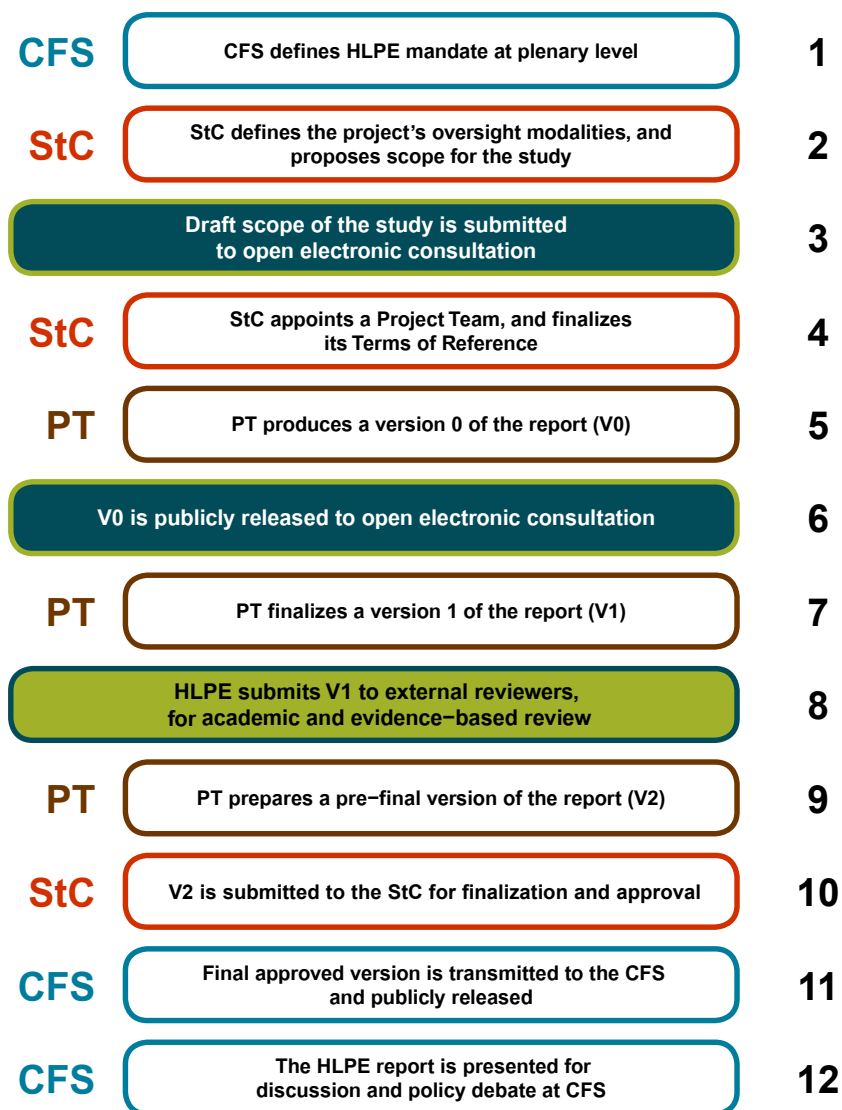 CFS
CFS defines HLPE mandate at plenary level
1
StC
StC defines the project's oversight modalities, and
proposes scope for the study
2
Draft scope of the study is submitted
to open electronic consultation
3
StC
StC appoints a Project Team, and finalizes
its Terms of Reference
4
PT
PT produces a version 0 of the report (V0)
5
V0 is publicly released to open electronic consultation
6
PT
PT finalizes a version 1 of the report (V1)
7
HLPE submits V1 to external reviewers,
for academic and evidence−based review
8
PT
PT prepares a pre−final version of the report (V2)
9
StC
V2 is submitted to the StC for finalization and approval
10
CFS
Final approved version is transmitted to the CFS
and publicly released
11
CFS
The HLPE report is presented for
discussion and policy debate at CFS
12